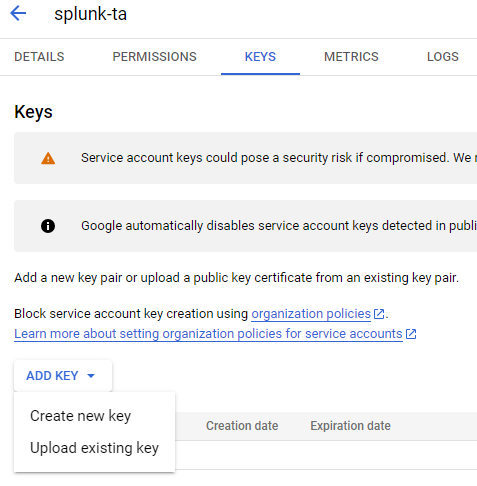 splunk-ta
DETAILS PERMISSIONS KEYS METRICS LOGS
Keys
Service account keys could pose a security risk if compromised. We
Google automatically disables service account keys detected in publi
Add a new key pair or upload a public key certificate from an existing key pair.
Block service account key creation using organization policies.
Learn more about setting organization policies for service accounts
ADD KEY
Create new key
Upload existing key
Creation date Expiration date